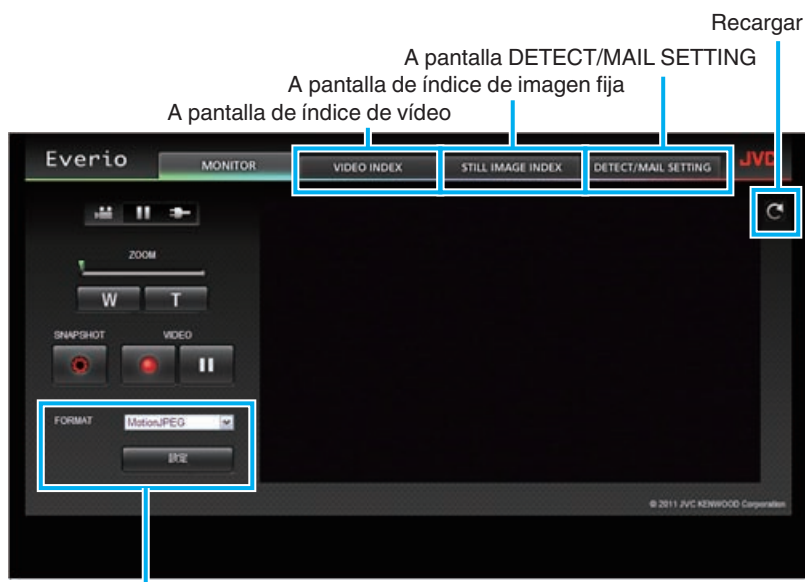 Recargar
A pantalla DETECT/MAIL SETTING
A pantalla de índice de imagen fija
A pantalla de índice de vídeo
Everio MONITOR VIDEO INDEX STILL IMAGE INDEX DETECT/MAIL SETTING JVC
ZOOM
W T
SNAPSHOT VIDEO
FORMAT MotionJPEG
設定
© 2011 JVC KENWOOD Corporation